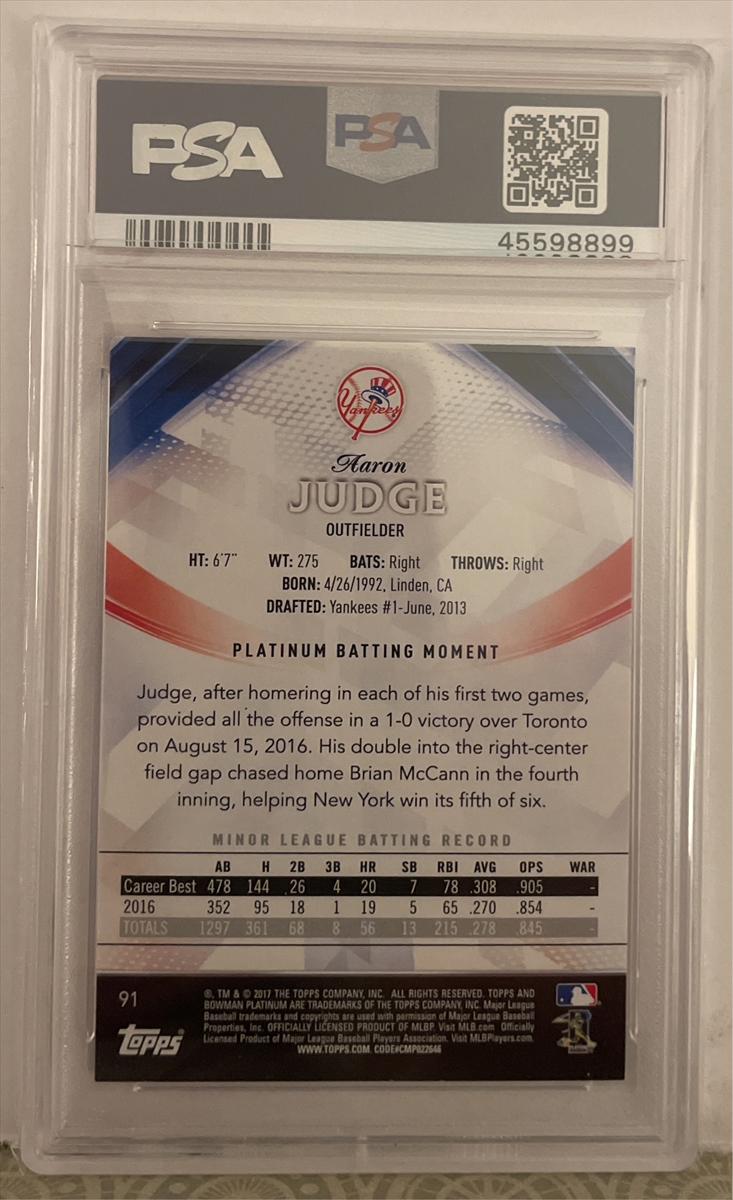 PSA PSA
45598899
Yankees
Aaron
JUDGE
OUTFIELDER
HT: 6'7" WT: 275 BATS: Right THROWS: Right
BORN: 4/26/1992, Linden, CA
DRAFTED: Yankees #1-June, 2013
PLATINUM BATTING MOMENT
Judge, after homering in each of his first two games,
provided all the offense in a 1-0 victory over Toronto
on August 15, 2016. His double into the right-center
field gap chased home Brian McCann in the fourth
inning, helping New York win its fifth of six.
MINOR LEAGUE BATTING RECORD
AB H 2B 3B HR SB RBI AVG OPS WAR
Career Best 478 144 26 4 20 7 78 .308 .905 -
2016 352 95 18 1 19 5 65 .270 .854 -
TOTALS 1297 361 68 8 56 13 215 .278 .845 -
91
®, TM & © 2017 THE TOPPS COMPANY, INC. ALL RIGHTS RESERVED. TOPPS AND
BOWMAN PLATINUM ARE TRADEMARKS OF THE TOPPS COMPANY, INC. Major League
Baseball trademarks and copyrights are used with permission of Major League Baseball
Properties, Inc. OFFICIALLY LICENSED PRODUCT OF MLBP. Visit MLB.com Officially
Licensed Product of Major League Baseball Players Association. Visit MLBPlayers.com.
WWW.TOPPS.COM CODE#CMP022646
Topps